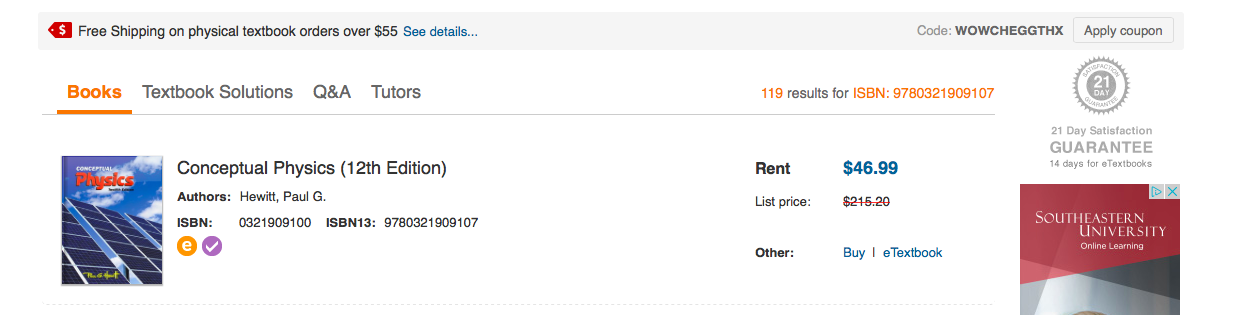 $ Free Shipping on physical textbook orders over $55 See details...
Code: WOWCHEGGTHX Apply coupon
Books Textbook Solutions Q&A Tutors
119 results for ISBN: 9780321909107
SATISFACTION
21
DAY
GUARANTEE
21 Day Satisfaction
GUARANTEE
14 days for eTextbooks
CONCEPTUAL
Physics
Conceptual Physics (12th Edition)
Authors: Hewitt, Paul G.
ISBN: 0321909100 ISBN13: 9780321909107
e
Rent $46.99
List price: $215.20
Other: Buy | eTextbook
SOUTHEASTERN
UNIVERSITY
Online Learning